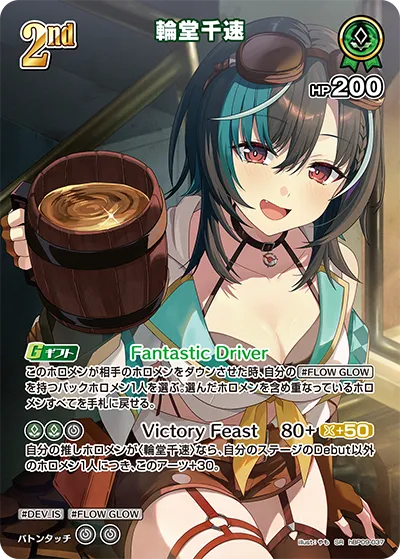 2nd
輪堂千速
HP 200
Gギフト Fantastic Driver
このホロメンが相手のホロメンをダウンさせた時、自分の #FLOW GLOW
を持つバックホロメン1人を選ぶ。選んだホロメンを含め重なっているホロ
メンすべてを手札に戻せる。
Victory Feast 80+ +50
自分の推しホロメンが〈輪堂千速〉なら、自分のステージのDebut以外
のホロメン1人につき、このアーツ+30。
#DEV_IS #FLOW GLOW
バトンタッチ
illust：やも SR